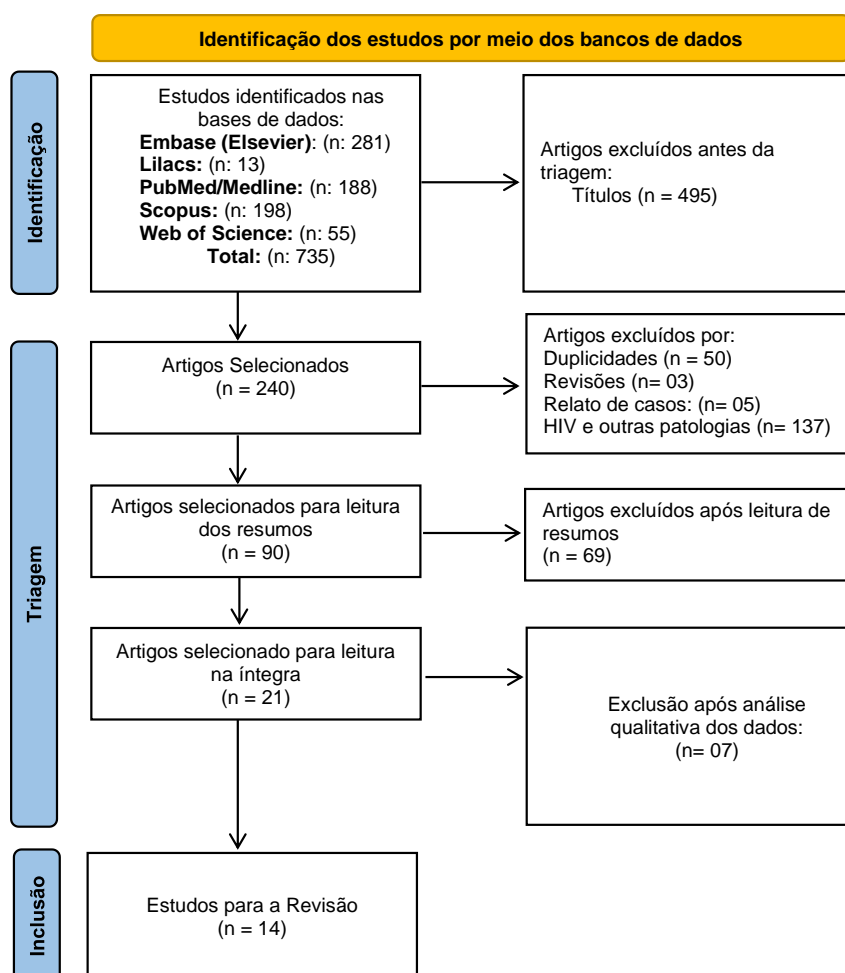 Identificação dos estudos por meio dos bancos de dados
Identificação
Estudos identificados nas
bases de dados:
Embase (Elsevier): (n: 281)
Lilacs: (n: 13)
PubMed/Medline: (n: 188)
Scopus: (n: 198)
Web of Science: (n: 55)
Total: (n: 735)
Artigos excluídos antes da
triagem:
Títulos (n = 495)
Triagem
Artigos Selecionados
(n = 240)
Artigos excluídos por:
Duplicidades (n = 50)
Revisões (n= 03)
Relato de casos: (n= 05)
HIV e outras patologias (n= 137)
Artigos selecionados para leitura
dos resumos
(n = 90)
Artigos excluídos após leitura de
resumos
(n = 69)
Artigos selecionado para leitura
na íntegra
(n = 21)
Exclusão após análise
qualitativa dos dados:
(n= 07)
Inclusão
Estudos para a Revisão
(n = 14)